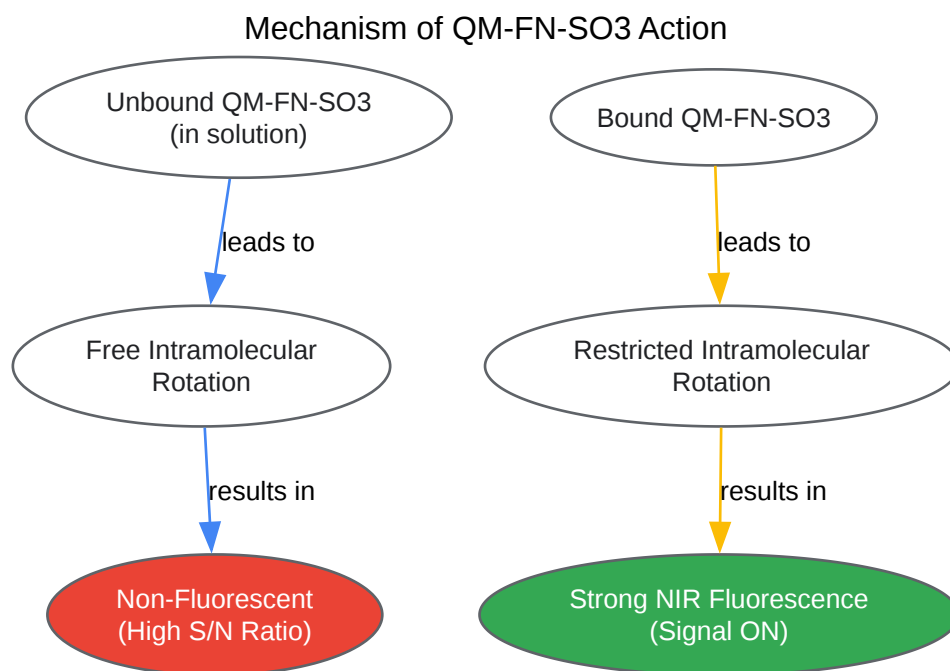 Mechanism of QM-FN-SO3 Action
Unbound QM-FN-SO3
(in solution)
Bound QM-FN-SO3
leads to
leads to
Free Intramolecular
Rotation
Restricted Intramolecular
Rotation
results in
results in
Non-Fluorescent
(High S/N Ratio)
Strong NIR Fluorescence
(Signal ON)